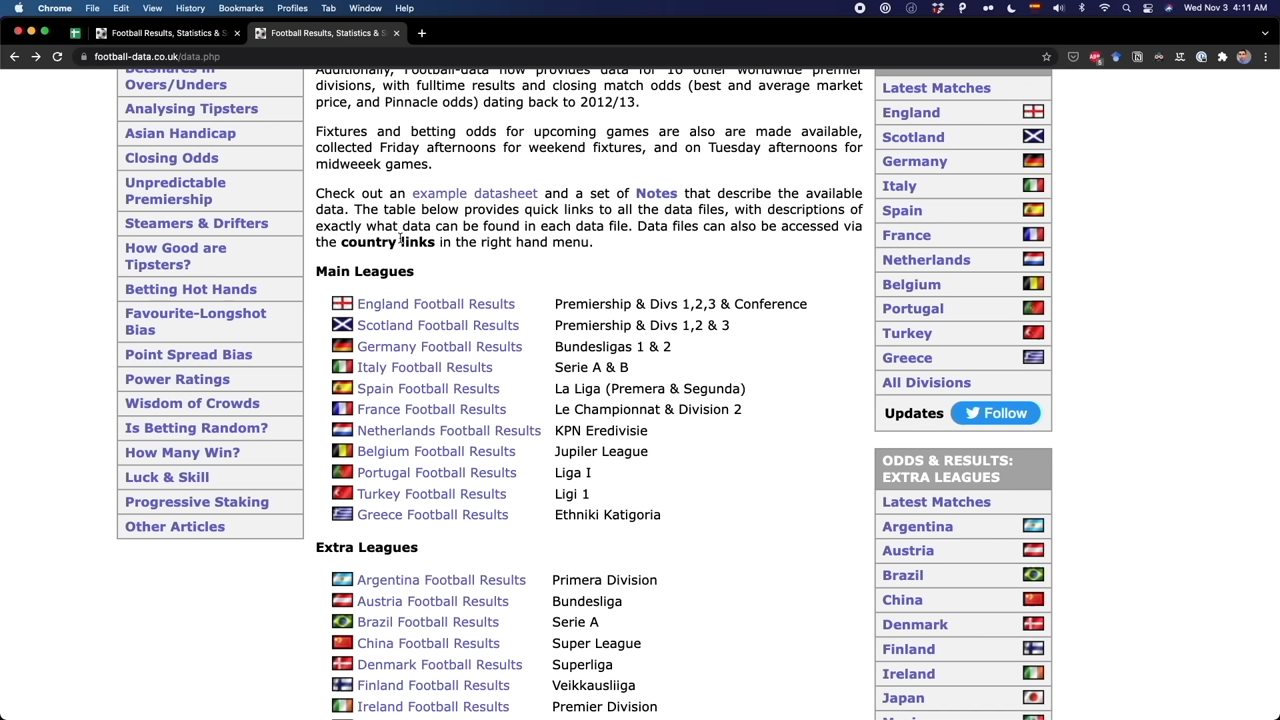 Chrome File Edit View History Bookmarks Profiles Tab Window Help Wed Nov 3 4:11 AM
Football Results, Statistics & S Football Results, Statistics & S
football-data.co.uk/data.php
Betshares in
Overs/Unders
Analysing Tipsters
Asian Handicap
Closing Odds
Unpredictable
Premiership
Steamers & Drifters
How Good are
Tipsters?
Betting Hot Hands
Favourite-Longshot
Bias
Point Spread Bias
Power Ratings
Wisdom of Crowds
Is Betting Random?
How Many Win?
Luck & Skill
Progressive Staking
Other Articles
Additionally, Football-data now provides data for 16 other worldwide premier
divisions, with fulltime results and closing match odds (best and average market
price, and Pinnacle odds) dating back to 2012/13.
Fixtures and betting odds for upcoming games are also are made available,
collected Friday afternoons for weekend fixtures, and on Tuesday afternoons for
midweeek games.
Check out an example datasheet and a set of Notes that describe the available
data. The table below provides quick links to all the data files, with descriptions of
exactly what data can be found in each data file. Data files can also be accessed via
the country links in the right hand menu.
Main Leagues
England Football Results Premiership & Divs 1,2,3 & Conference
Scotland Football Results Premiership & Divs 1,2 & 3
Germany Football Results Bundesligas 1 & 2
Italy Football Results Serie A & B
Spain Football Results La Liga (Premera & Segunda)
France Football Results Le Championnat & Division 2
Netherlands Football Results KPN Eredivisie
Belgium Football Results Jupiler League
Portugal Football Results Liga I
Turkey Football Results Ligi 1
Greece Football Results Ethniki Katigoria
Extra Leagues
Argentina Football Results Primera Division
Austria Football Results Bundesliga
Brazil Football Results Serie A
China Football Results Super League
Denmark Football Results Superliga
Finland Football Results Veikkausliiga
Ireland Football Results Premier Division
Latest Matches
England
Scotland
Germany
Italy
Spain
France
Netherlands
Belgium
Portugal
Turkey
Greece
All Divisions
Updates Follow
ODDS & RESULTS:
EXTRA LEAGUES
Latest Matches
Argentina
Austria
Brazil
China
Denmark
Finland
Ireland
Japan